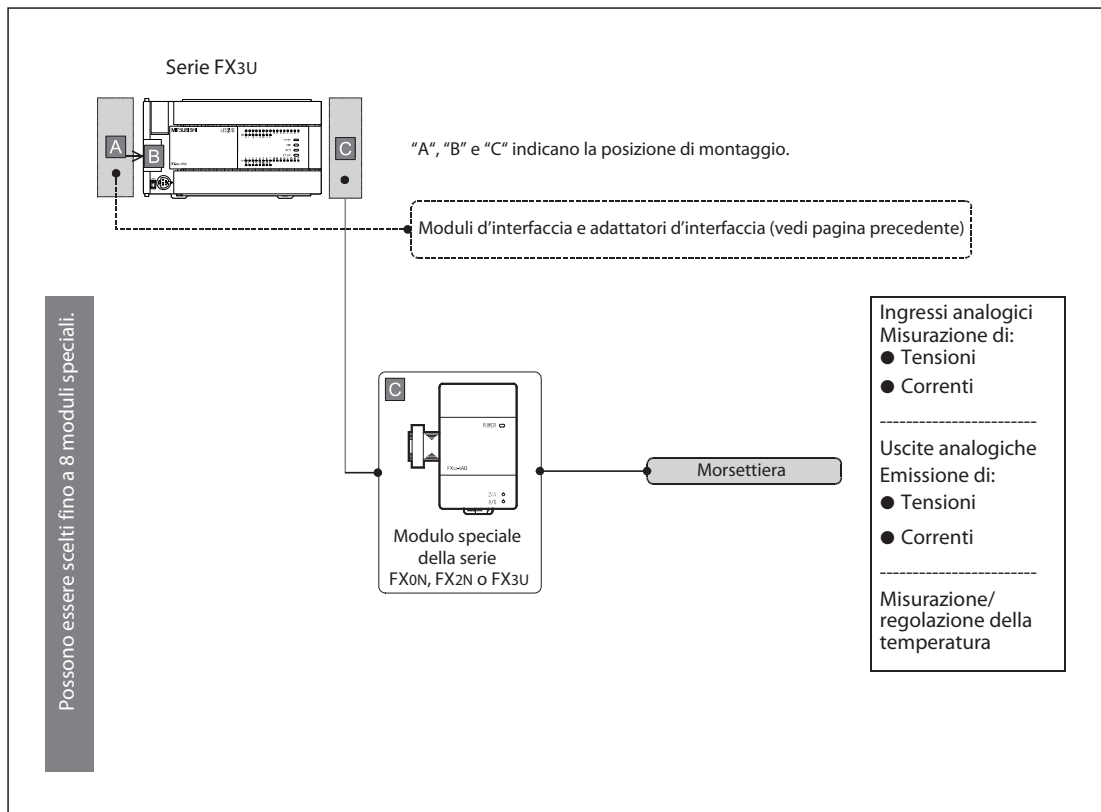 Serie FX3U
A
B
C
MITSUBISHI
"A", "B" e "C" indicano la posizione di montaggio.
Moduli d'interfaccia e adattatori d'interfaccia (vedi pagina precedente)
Possono essere scelti fino a 8 moduli speciali.
C
POWER
24V
A/D
Modulo speciale
della serie
FX0N, FX2N o FX3U
Morsettiera
Ingressi analogici
Misurazione di:
● Tensioni
● Correnti
------------------------
Uscite analogiche
Emissione di:
● Tensioni
● Correnti
------------------------
Misurazione/
regolazione della
temperatura